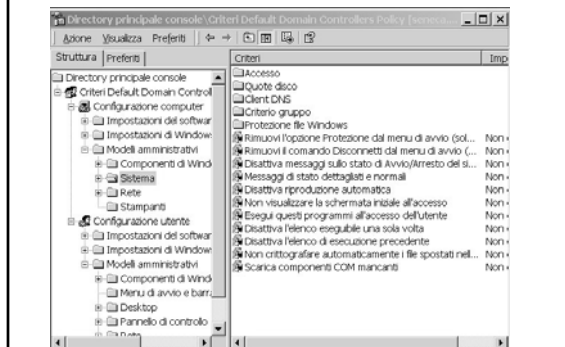 Directory principale console\Criteri Default Domain Controllers Policy [seneca....
Azione Visualizza Preferiti
Struttura Preferiti
Directory principale console
Criteri Default Domain Control
Configurazione computer
Impostazioni del softwar
Impostazioni di Window
Modelli amministrativi
Componenti di Wind
Sistema
Rete
Stampanti
Configurazione utente
Impostazioni del softwar
Impostazioni di Window
Modelli amministrativi
Componenti di Wind
Menu di avvio e barra
Desktop
Pannello di controllo
Rete
Criteri Imp
Accesso
Quote disco
Client DNS
Criterio gruppo
Protezione file Windows
Rimuovi l'opzione Protezione dal menu di avvio (sol... Non
Rimuovi il comando Disconnetti dal menu di avvio (... Non
Disattiva messaggi sullo stato di Avvio/Arresto del si... Non
Messaggi di stato dettagliati e normali Non
Disattiva riproduzione automatica Non
Non visualizzare la schermata iniziale all'accesso Non
Esegui questi programmi all'accesso dell'utente Non
Disattiva l'elenco eseguibile una sola volta Non
Disattiva l'elenco di esecuzione precedente Non
Non crittografare automaticamente i file spostati nell... Non
Scarica componenti COM mancanti Non